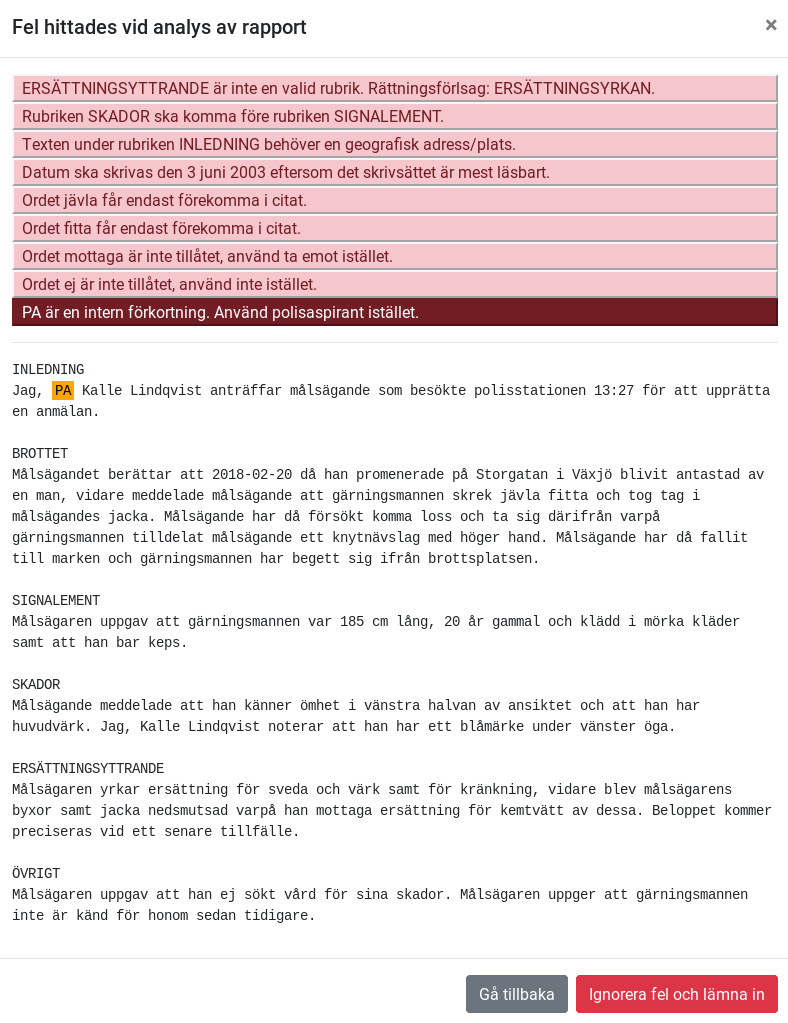 Fel hittades vid analys av rapport
×
ERSÄTTNINGSYTTRANDE är inte en valid rubrik. Rättningsförlsag: ERSÄTTNINGSYRKAN.
Rubriken SKADOR ska komma före rubriken SIGNALEMENT.
Texten under rubriken INLEDNING behöver en geografisk adress/plats.
Datum ska skrivas den 3 juni 2003 eftersom det skrivsättet är mest läsbart.
Ordet jävla får endast förekomma i citat.
Ordet fitta får endast förekomma i citat.
Ordet mottaga är inte tillåtet, använd ta emot istället.
Ordet ej är inte tillåtet, använd inte istället.
PA är en intern förkortning. Använd polisaspirant istället.
INLEDNING
Jag, PA Kalle Lindqvist anträffar målsägande som besökte polisstationen 13:27 för att upprätta
en anmälan.
BROTTET
Målsägandet berättar att 2018-02-20 då han promenerade på Storgatan i Växjö blivit antastad av
en man, vidare meddelade målsägande att gärningsmannen skrek jävla fitta och tog tag i
målsägandes jacka. Målsägande har då försökt komma loss och ta sig därifrån varpå
gärningsmannen tilldelat målsägande ett knytnävslag med höger hand. Målsägande har då fallit
till marken och gärningsmannen har begett sig ifrån brottsplatsen.
SIGNALEMENT
Målsägaren uppgav att gärningsmannen var 185 cm lång, 20 år gammal och klädd i mörka kläder
samt att han bar keps.
SKADOR
Målsägande meddelade att han känner ömhet i vänstra halvan av ansiktet och att han har
huvudvärk. Jag, Kalle Lindqvist noterar att han har ett blåmärke under vänster öga.
ERSÄTTNINGSYTTRANDE
Målsägaren yrkar ersättning för sveda och värk samt för kränkning, vidare blev målsägarens
byxor samt jacka nedsmutsad varpå han mottaga ersättning för kemtvätt av dessa. Beloppet kommer
preciseras vid ett senare tillfälle.
ÖVRIGT
Målsägaren uppgav att han ej sökt vård för sina skador. Målsägaren uppger att gärningsmannen
inte är känd för honom sedan tidigare.
Gå tillbaka
Ignorera fel och lämna in